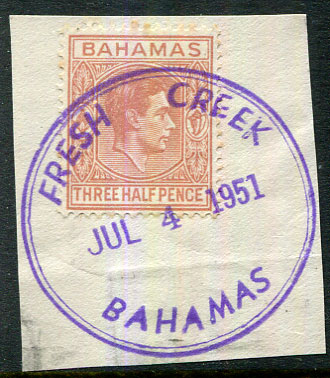 BAHAMAS
THREE HALF PENCE
FRESH CREEK
JUL 4 1951
BAHAMAS